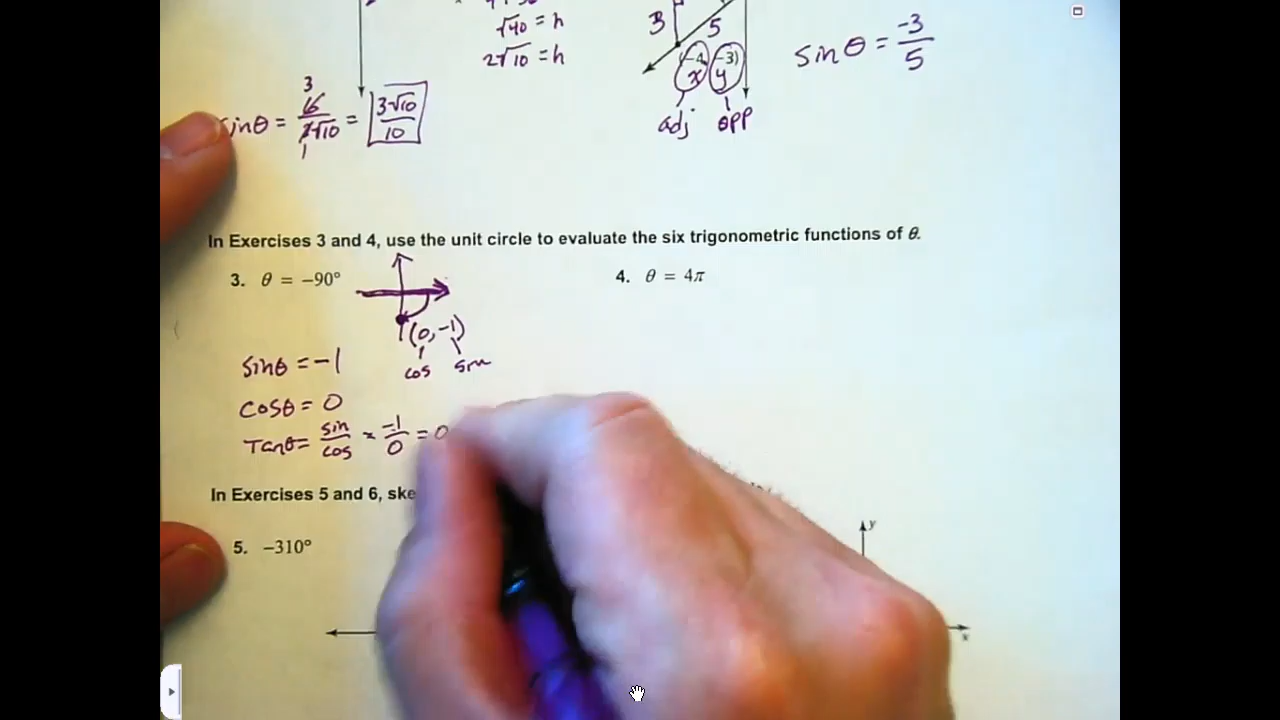 √40 = h
2√10 = h
3
5
(-4, -3)
x y
adj opp
sin θ = -3/5
3
sinθ = 6/2√10 = 3√10/10
1
In Exercises 3 and 4, use the unit circle to evaluate the six trigonometric functions of θ.
3. θ = −90°
4. θ = 4π
(0, -1)
cos sin
sinθ = -1
cosθ = 0
Tanθ = sin/cos = -1/0 =
In Exercises 5 and 6, ske
5. −310°
y
x